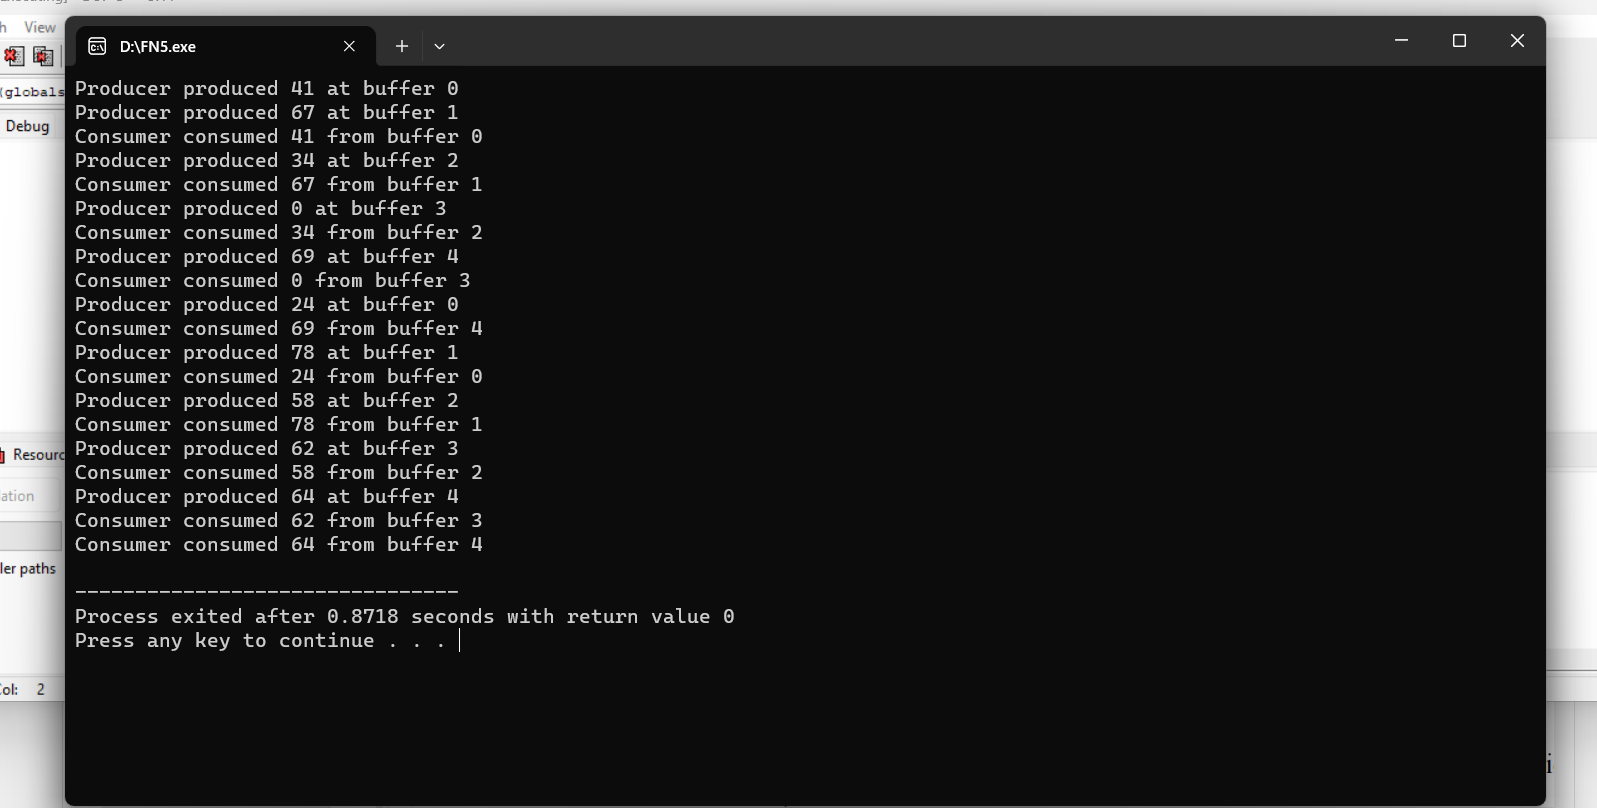 View
D:\FN5.exe
(globals
Debug
Producer produced 41 at buffer 0
Producer produced 67 at buffer 1
Consumer consumed 41 from buffer 0
Producer produced 34 at buffer 2
Consumer consumed 67 from buffer 1
Producer produced 0 at buffer 3
Consumer consumed 34 from buffer 2
Producer produced 69 at buffer 4
Consumer consumed 0 from buffer 3
Producer produced 24 at buffer 0
Consumer consumed 69 from buffer 4
Producer produced 78 at buffer 1
Consumer consumed 24 from buffer 0
Producer produced 58 at buffer 2
Consumer consumed 78 from buffer 1
Producer produced 62 at buffer 3
Consumer consumed 58 from buffer 2
Producer produced 64 at buffer 4
Consumer consumed 62 from buffer 3
Consumer consumed 64 from buffer 4
--------------------------------
Process exited after 0.8718 seconds with return value 0
Press any key to continue . . .
Resourc
lation
ler paths
Col: 2